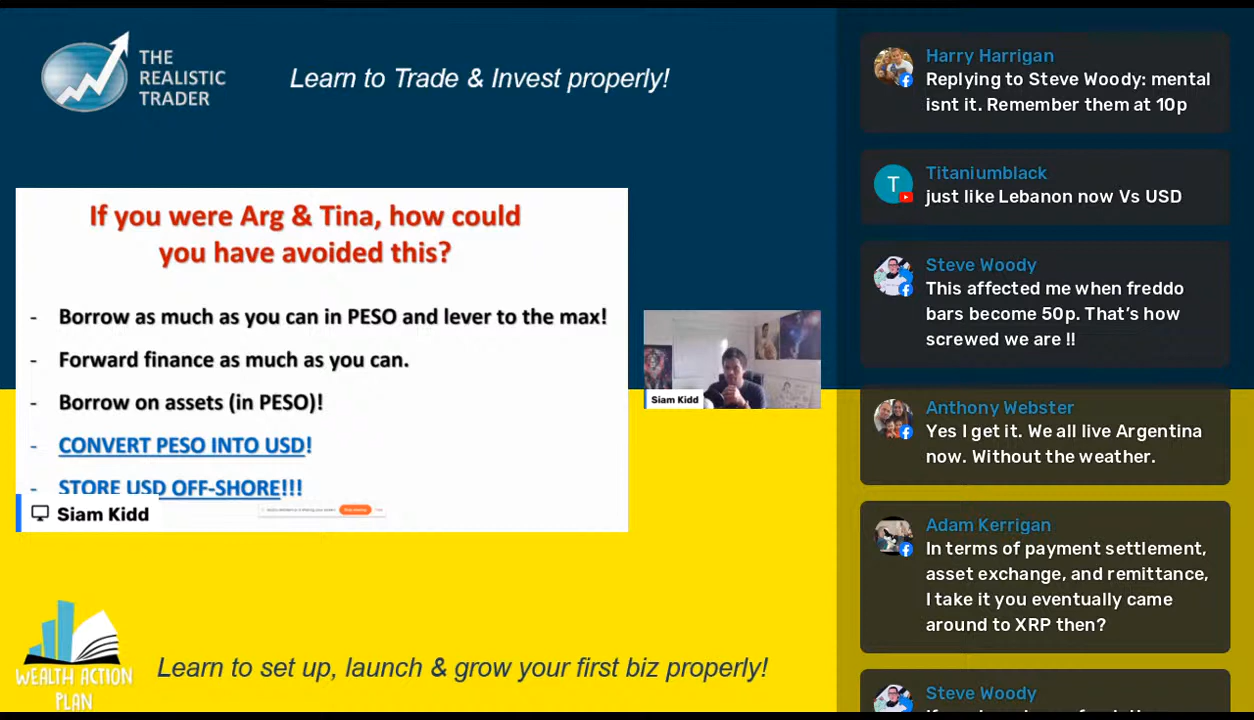 THE
REALISTIC
TRADER
Learn to Trade & Invest properly!
If you were Arg & Tina, how could
you have avoided this?
- Borrow as much as you can in PESO and lever to the max!
- Forward finance as much as you can.
- Borrow on assets (in PESO)!
- CONVERT PESO INTO USD!
- STORE USD OFF-SHORE!!!
Siam Kidd
Siam Kidd
WEALTH ACTION
PLAN
Learn to set up, launch & grow your first biz properly!
Harry Harrigan
Replying to Steve Woody: mental
isnt it. Remember them at 10p
T
Titaniumblack
just like Lebanon now Vs USD
Steve Woody
This affected me when freddo
bars become 50p. That's how
screwed we are !!
Anthony Webster
Yes I get it. We all live Argentina
now. Without the weather.
Adam Kerrigan
In terms of payment settlement,
asset exchange, and remittance,
I take it you eventually came
around to XRP then?
Steve Woody